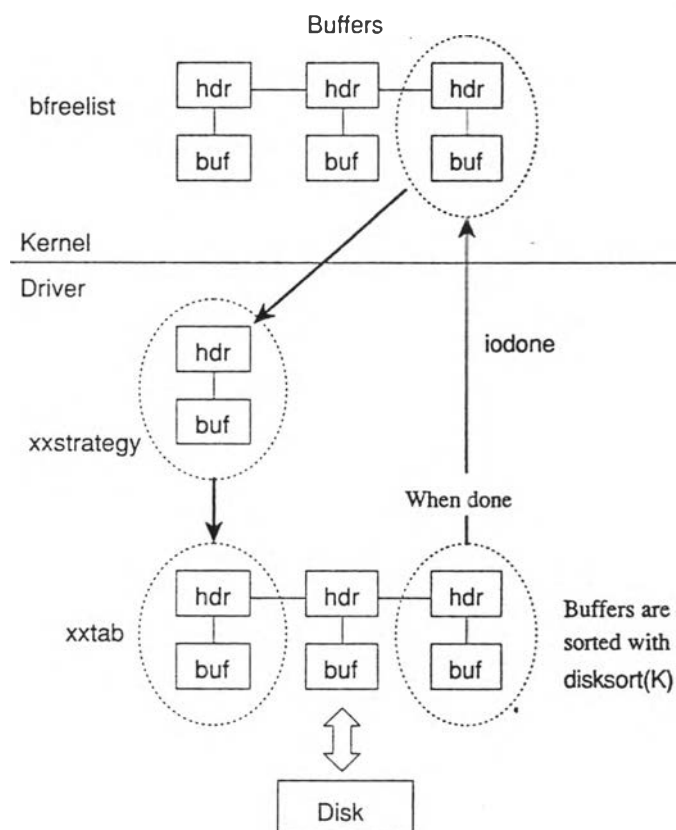 Buffers
hdr hdr hdr
bfreelist
buf buf buf
Kernel
Driver
hdr
iodone
buf
xxstrategy
When done
hdr hdr hdr
Buffers are
xxtab
sorted with
buf buf buf
disksort(K)
Disk